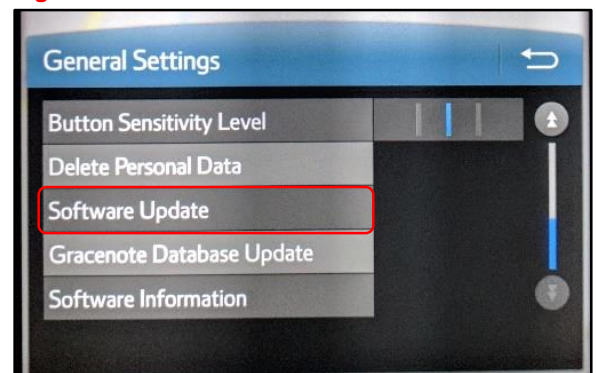 General Settings
Button Sensitivity Level
Delete Personal Data
Software Update
Gracenote Database Update
Software Information